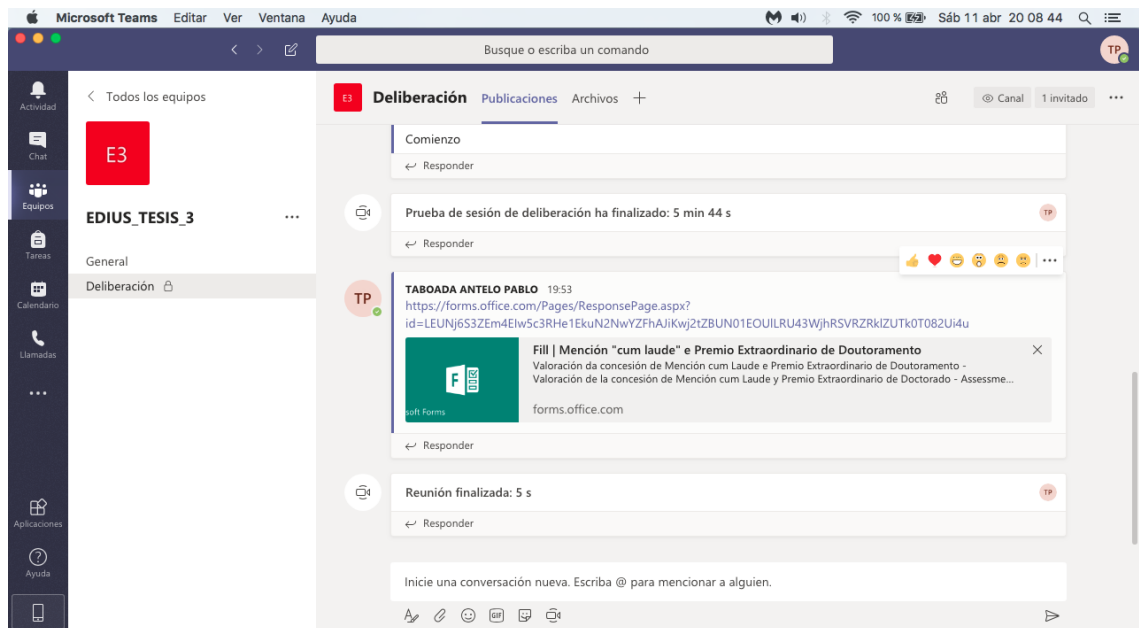 Microsoft Teams Editar Ver Ventana Ayuda
100 % Sáb 11 abr 20 08 44
Busque o escriba un comando
TP
Actividad
Chat
Equipos
Tareas
Calendario
Llamadas
Aplicaciones
Ayuda
Todos los equipos
E3
EDIUS_TESIS_3
General
Deliberación
E3 Deliberación Publicaciones Archivos
Canal 1 invitado
Comienzo
Responder
Prueba de sesión de deliberación ha finalizado: 5 min 44 s
TP
Responder
TP
TABOADA ANTELO PABLO 19:53
https://forms.office.com/Pages/ResponsePage.aspx?
id=LEUNj6S3ZEm4EIw5c3RHe1EkuN2NwYZFhAJiKwj2tZBUN01EOUlLRU43WjhRSVRZRklZUTk0T082Ui4u
F
soft Forms
Fill | Mención "cum laude" e Premio Extraordinario de Doutoramento
Valoración da concesión de Mención cum Laude e Premio Extraordinario de Doutoramento -
Valoración de la concesión de Mención Cum Laude y Premio Extraordinario de Doctorado - Assessme...
forms.office.com
Responder
Reunión finalizada: 5 s
TP
Responder
Inicie una conversación nueva. Escriba @ para mencionar a alguien.
GIF